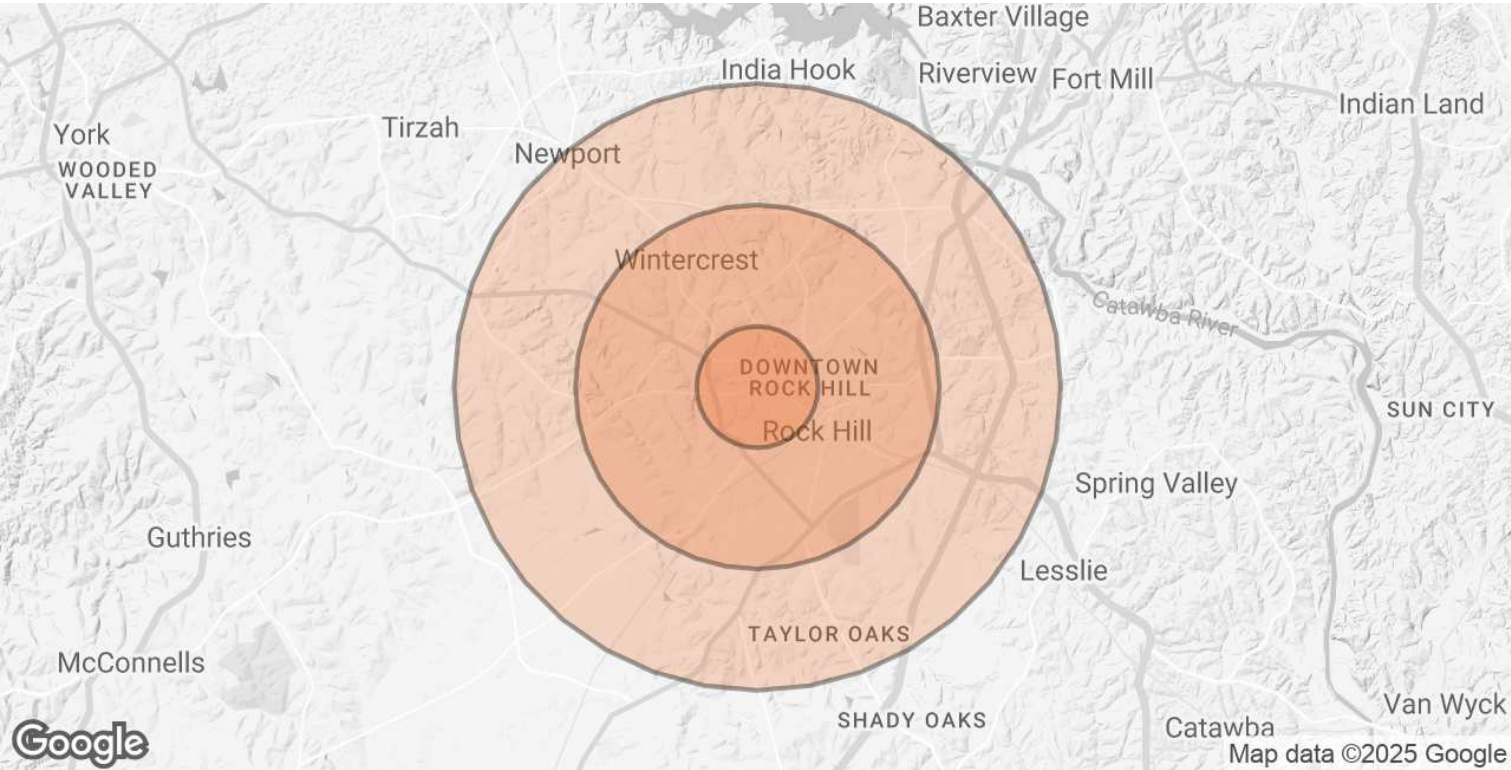 Baxter Village
India Hook
Riverview
Fort Mill
Indian Land
York
Tirzah
Newport
WOODED
VALLEY
Wintercrest
Catawba River
DOWNTOWN
ROCK HILL
SUN CITY
Rock Hill
Spring Valley
Guthries
Lesslie
TAYLOR OAKS
McConnells
Van Wyck
SHADY OAKS
Catawba
Google
Map data ©2025 Google